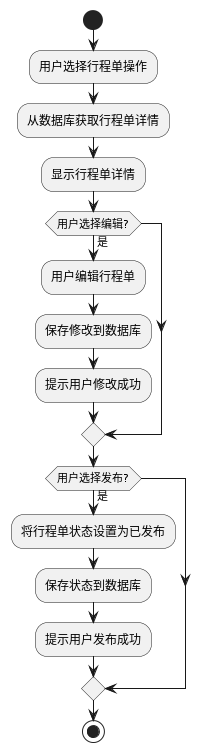 用户选择行程单操作
从数据库获取行程单详情
显示行程单详情
用户选择编辑?
是
用户编辑行程单
保存修改到数据库
提示用户修改成功
用户选择发布?
是
将行程单状态设置为已发布
保存状态到数据库
提示用户发布成功